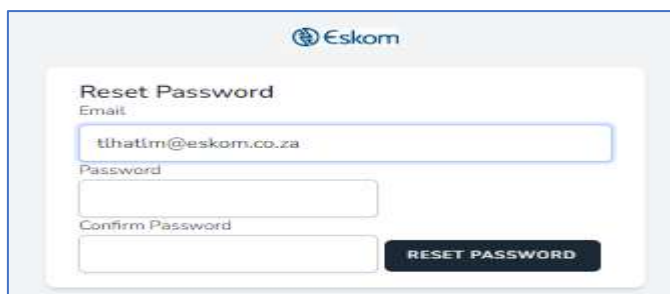 Eskom
Reset Password
Email
tlhatlm@eskom.co.za
Password
Confirm Password
RESET PASSWORD